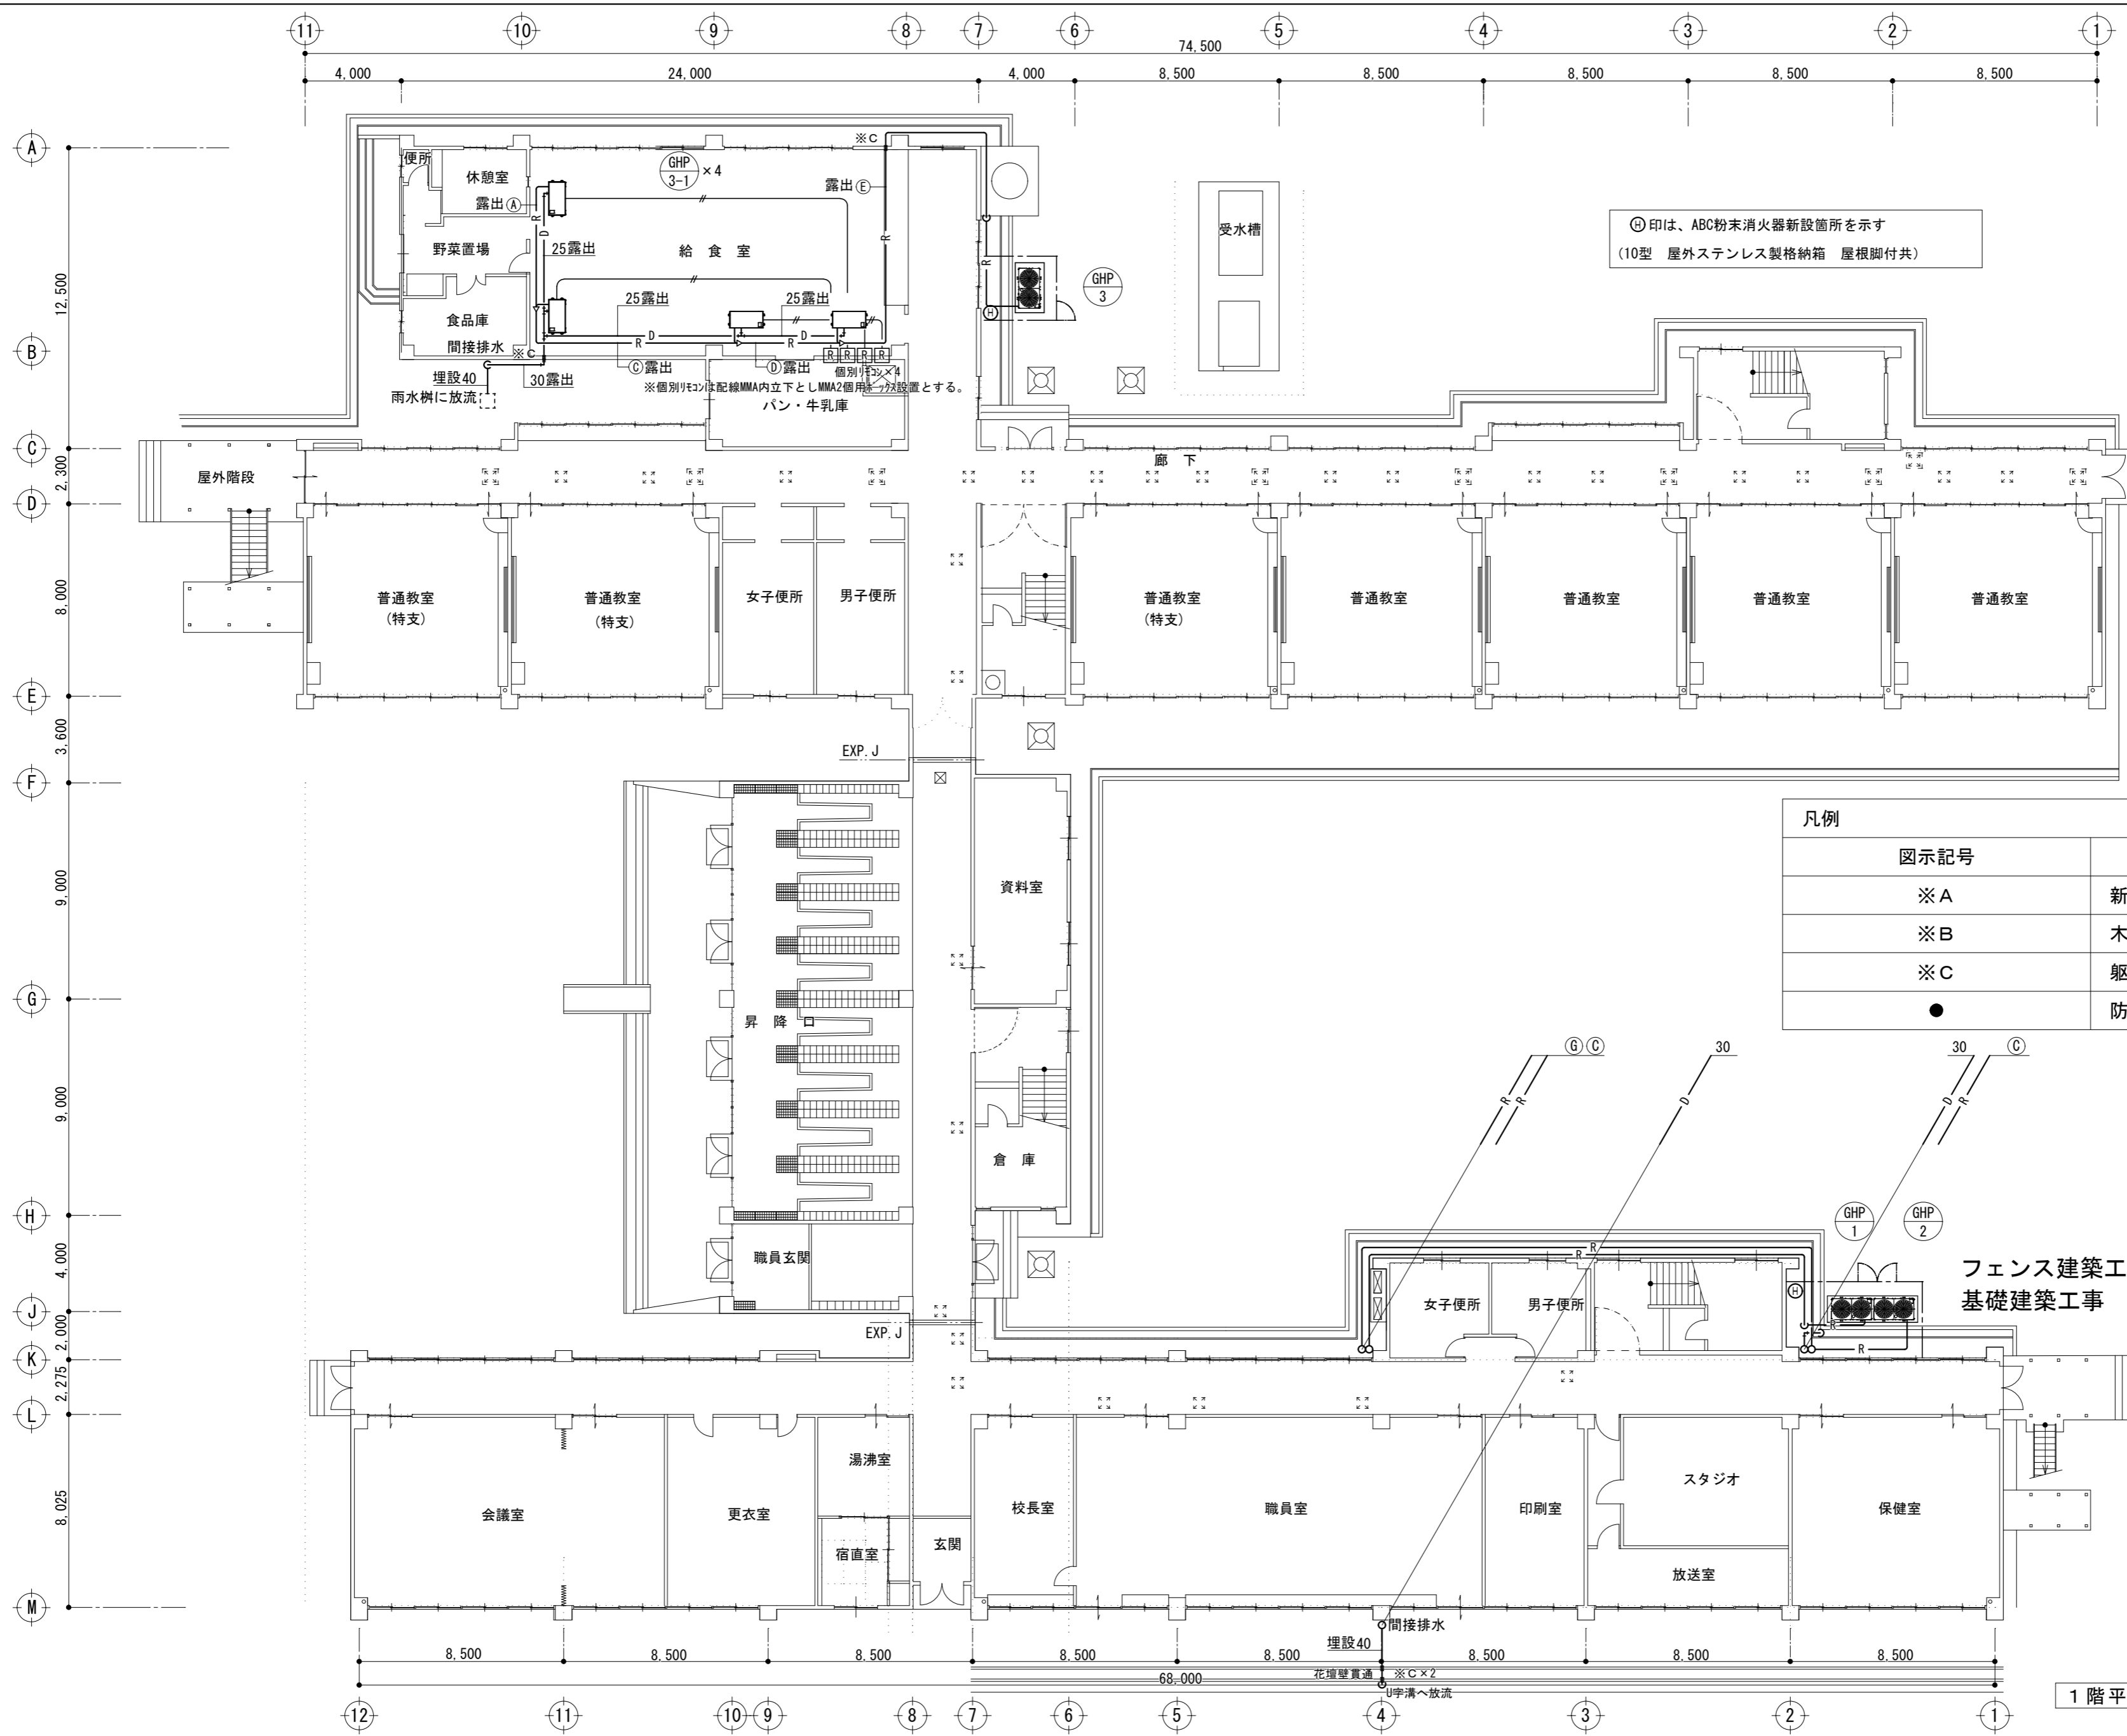 11 10 9 8 7 6 5 4 3 2 1
74,500
4,000 24,000 4,000 8,500 8,500 8,500 8,500 8,500
A
B
C
D
E
F
G
H
J
K
L
M
12,500
2,300
8,000
3,600
9,000
9,000
4,000
2,000
2,275
8,025
便所
休憩室
露出Ⓐ
GHP
3-1
×4
※C
露出Ⓔ
R
D
25露出
野菜置場
給 食 室
R
R
GHP
3
Ⓗ
受水槽
Ⓗ印は、ABC粉末消火器新設箇所を示す
(10型 屋外ステンレス製格納箱 屋根脚付共)
食品庫
25露出
25露出
D
D
R
R
間接排水
※C
R R R R
Ⓒ露出
Ⓓ露出
個別ﾘﾓｺﾝ×4
埋設40
30露出
※個別ﾘﾓｺﾝは配線MMA内立下としMMA2個用ボックス設置とする。
雨水桝に放流
パン・牛乳庫
屋外階段
廊 下
普通教室
(特支)
普通教室
(特支)
女子便所
男子便所
普通教室
(特支)
普通教室
普通教室
普通教室
普通教室
EXP.J
資料室
昇 降 口
倉 庫
職員玄関
EXP.J
凡例
図示記号
※A
新
※B
木
※C
躯
●
防
ⒼⒸ
30
30
Ⓒ
R
R
D
D
R
GHP
1
GHP
2
フェンス建築工
基礎建築工事
R
R
Ⓗ
女子便所
男子便所
R
R
会議室
更衣室
湯沸室
宿直室
玄関
校長室
職員室
印刷室
スタジオ
放送室
保健室
間接排水
埋設40
花壇壁貫通 ※C×2
U字溝へ放流
8,500 8,500 8,500 8,500 8,500 8,500 8,500 8,500
68,000
12 11 10 9 8 7 6 5 4 3 2 1
1階平